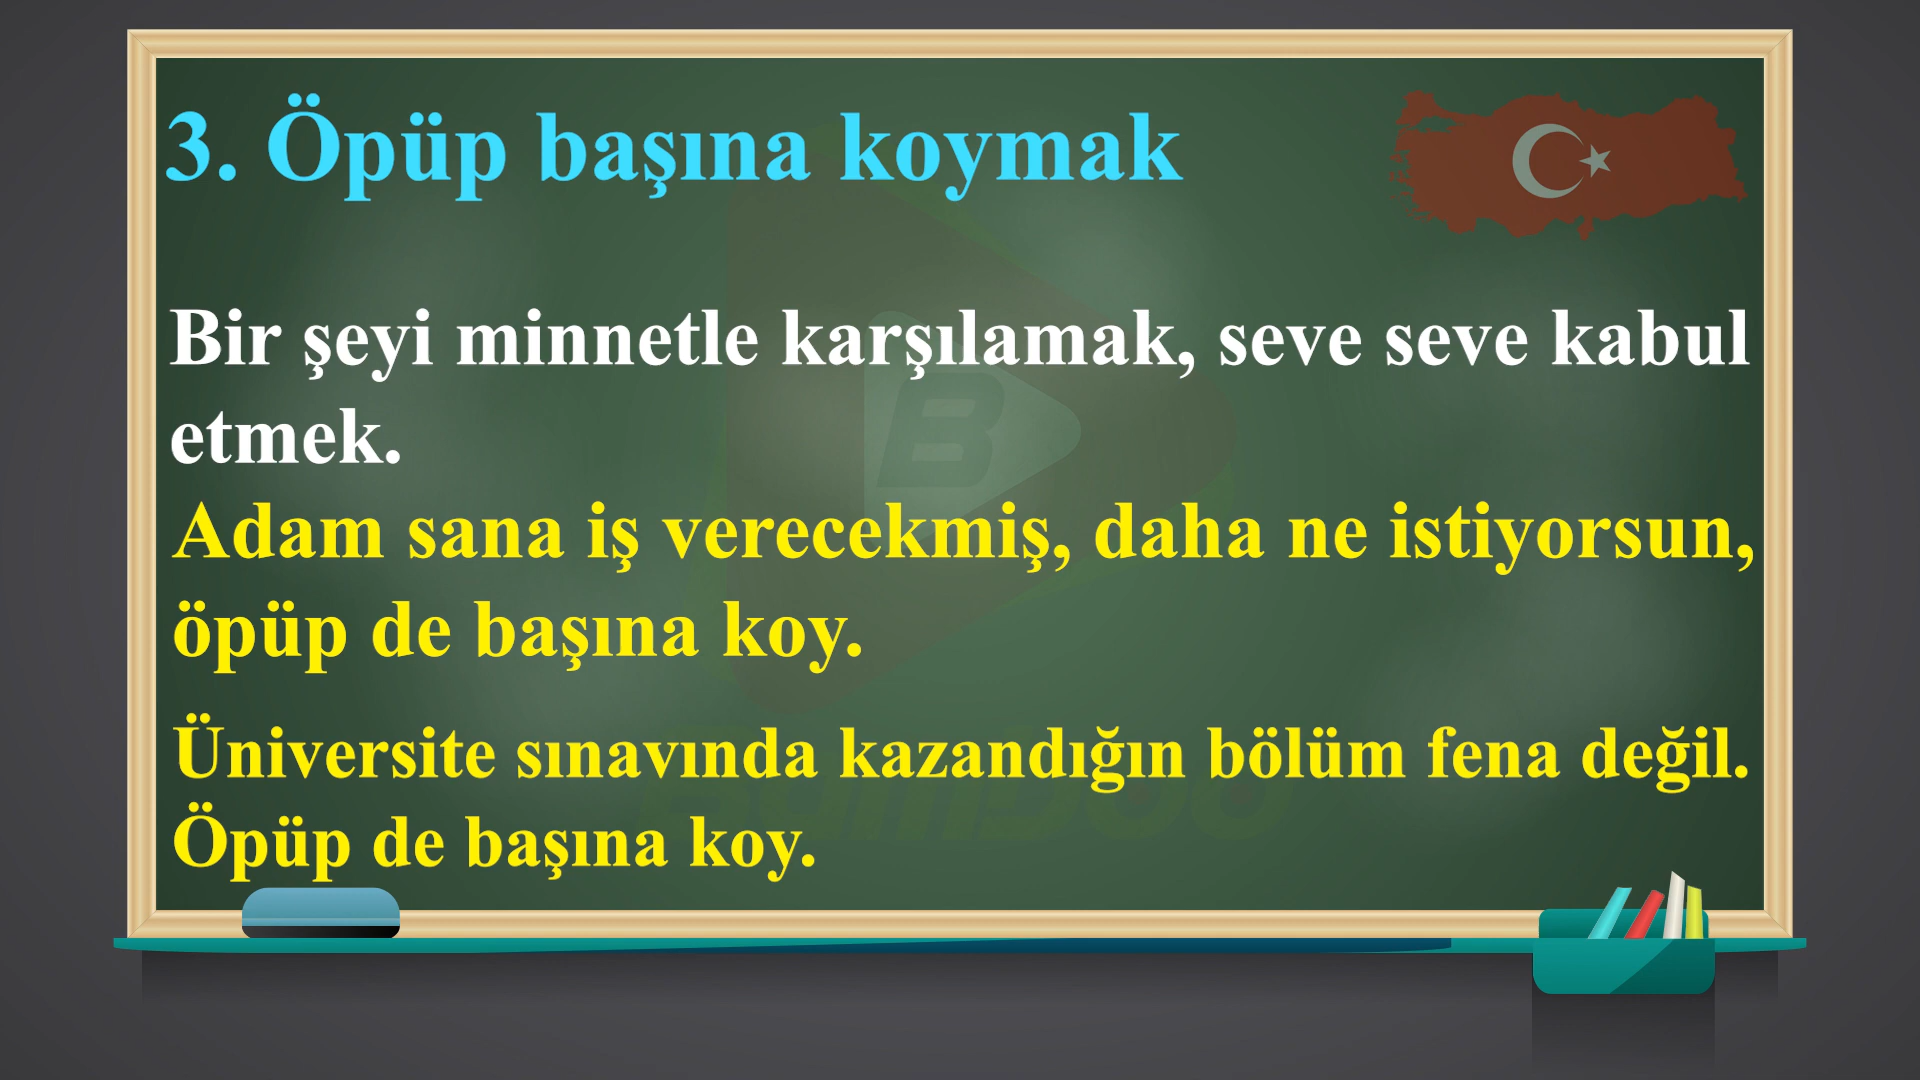 3. Öpüp başına koymak
Bir şeyi minnetle karşılamak, seve seve kabul
etmek.
Adam sana iş verecekmiş, daha ne istiyorsun,
öpüp de başına koy.
Üniversite sınavında kazandığın bölüm fena değil.
Öpüp de başına koy.
B